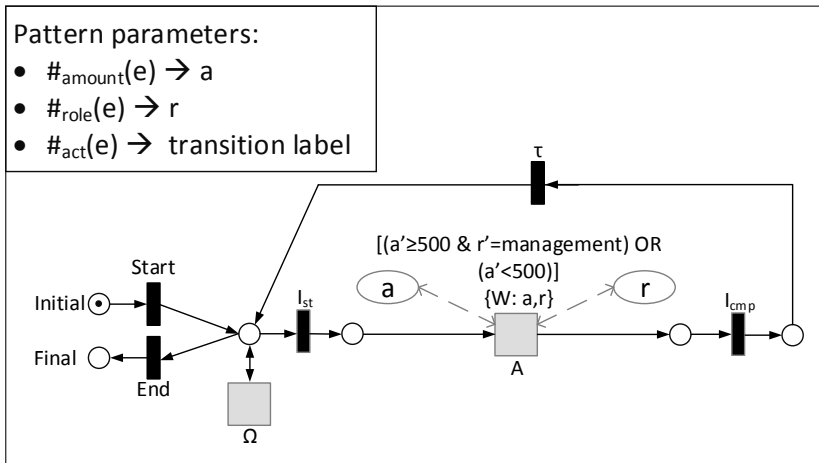 Pattern parameters:
• #amount(e) → a
• #role(e) → r
• #act(e) → transition label
τ
[(a’≥500 & r’=management) OR
(a’<500)]
{W: a,r}
Start
Initial
a
r
Ist
Icmp
Final
End
A
Ω